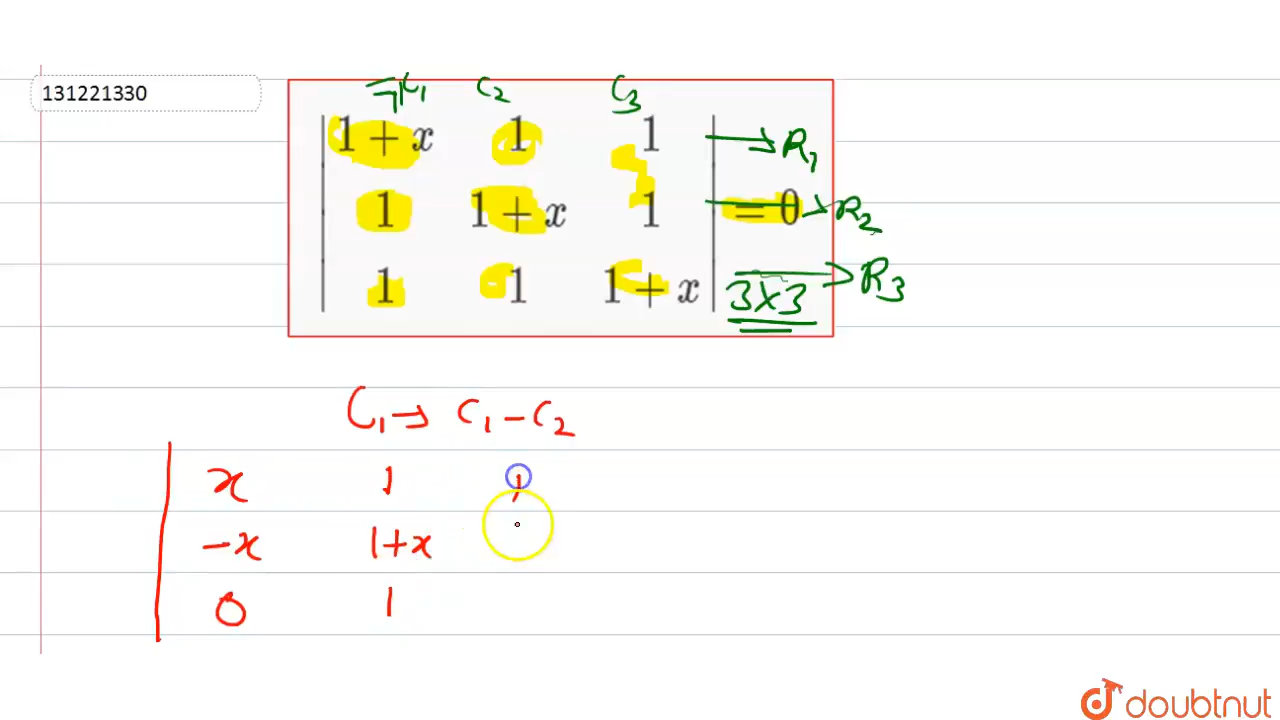 131221330
C₁ C₂ C₃
1 + x 1 1 → R₁
1 1 + x 1 = 0 → R₂
1 1 1 + x → R₃
3×3
C₁ → C₁ – C₂
x 1 1
-x 1+x
0 1
doubtnut